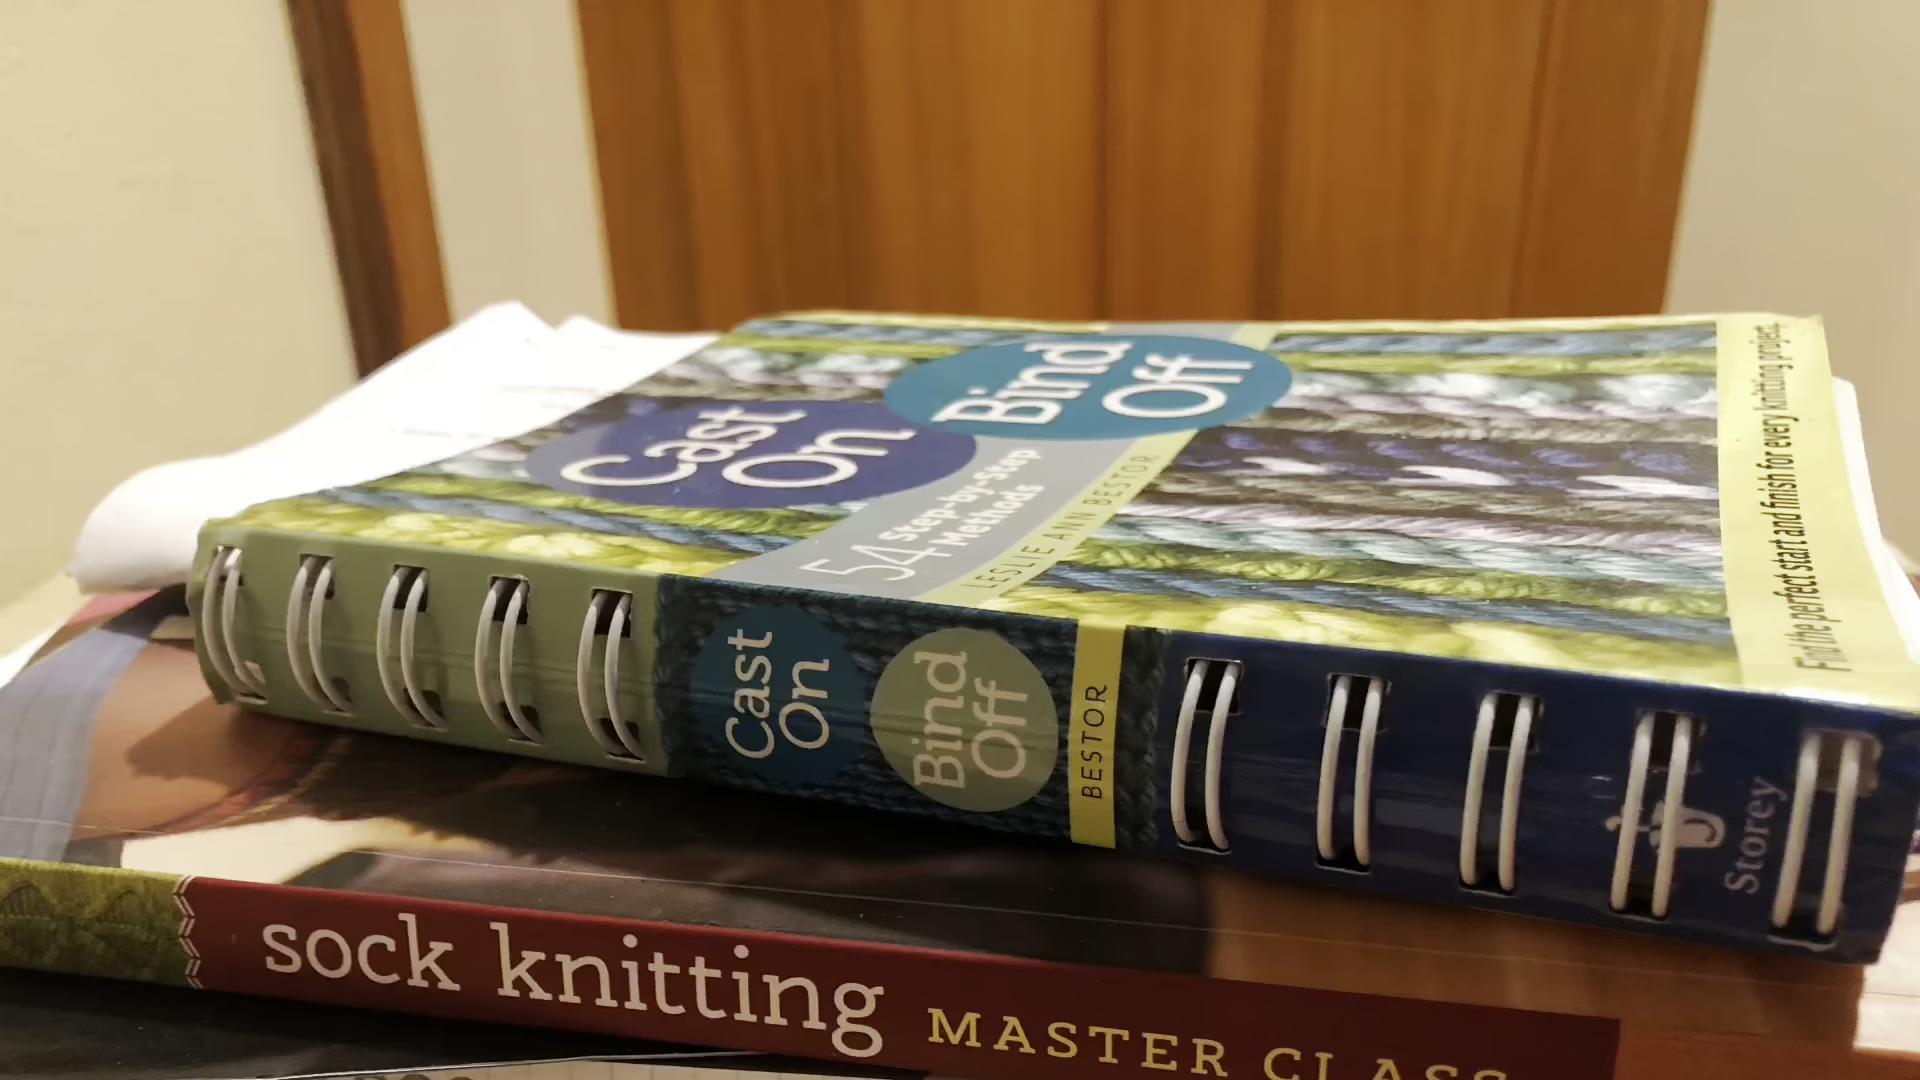 Cast
On
Bind
Off
54 Step-by-Step
Methods
LESLIE ANN BESTOR
Find the perfect start and finish for every knitting project.
Cast
On
Bind
Off
BESTOR
Storey
sock knitting MASTER CLASS